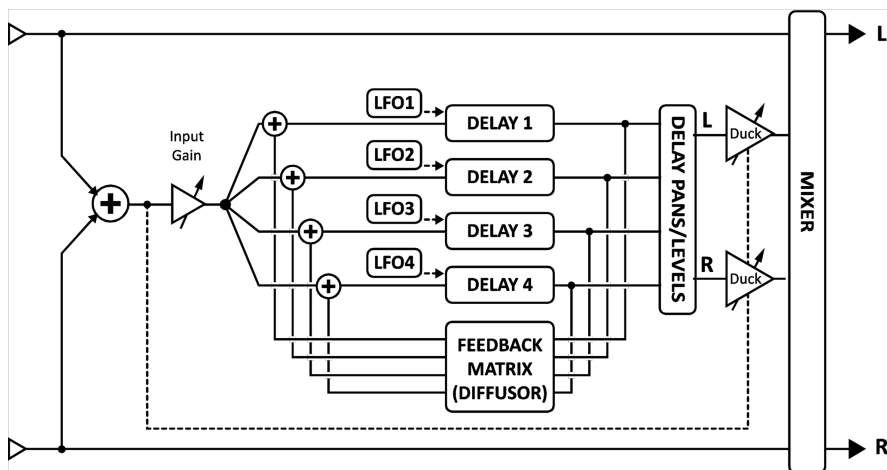 L
Input
Gain
LFO1
DELAY 1
LFO2
DELAY 2
LFO3
DELAY 3
LFO4
DELAY 4
FEEDBACK
MATRIX
(DIFFUSOR)
DELAY PANS/LEVELS
L
Duck
R
Duck
MIXER
R